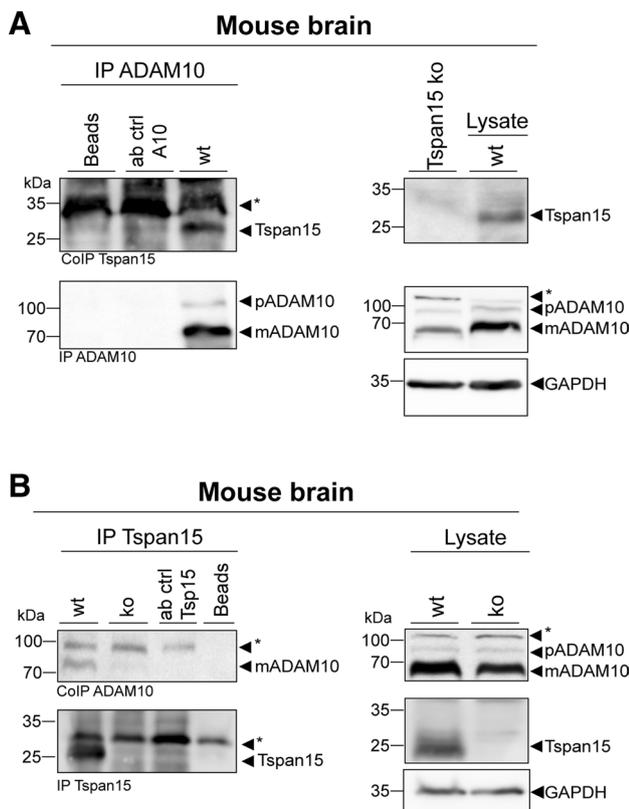 A
Mouse brain
IP ADAM10
Beads
ab ctrl
A10
wt
Tspan15 ko
Lysate
wt
kDa
35
25
*
Tspan15
CoIP Tspan15
35
25
Tspan15
100
70
pADAM10
mADAM10
IP ADAM10
100
70
*
pADAM10
mADAM10
35
GAPDH
B
Mouse brain
IP Tspan15
Lysate
wt
ko
ab ctrl
Tsp15
Beads
wt
ko
kDa
100
70
*
mADAM10
CoIP ADAM10
kDa
100
70
*
pADAM10
mADAM10
35
25
*
Tspan15
IP Tspan15
35
25
Tspan15
35
GAPDH